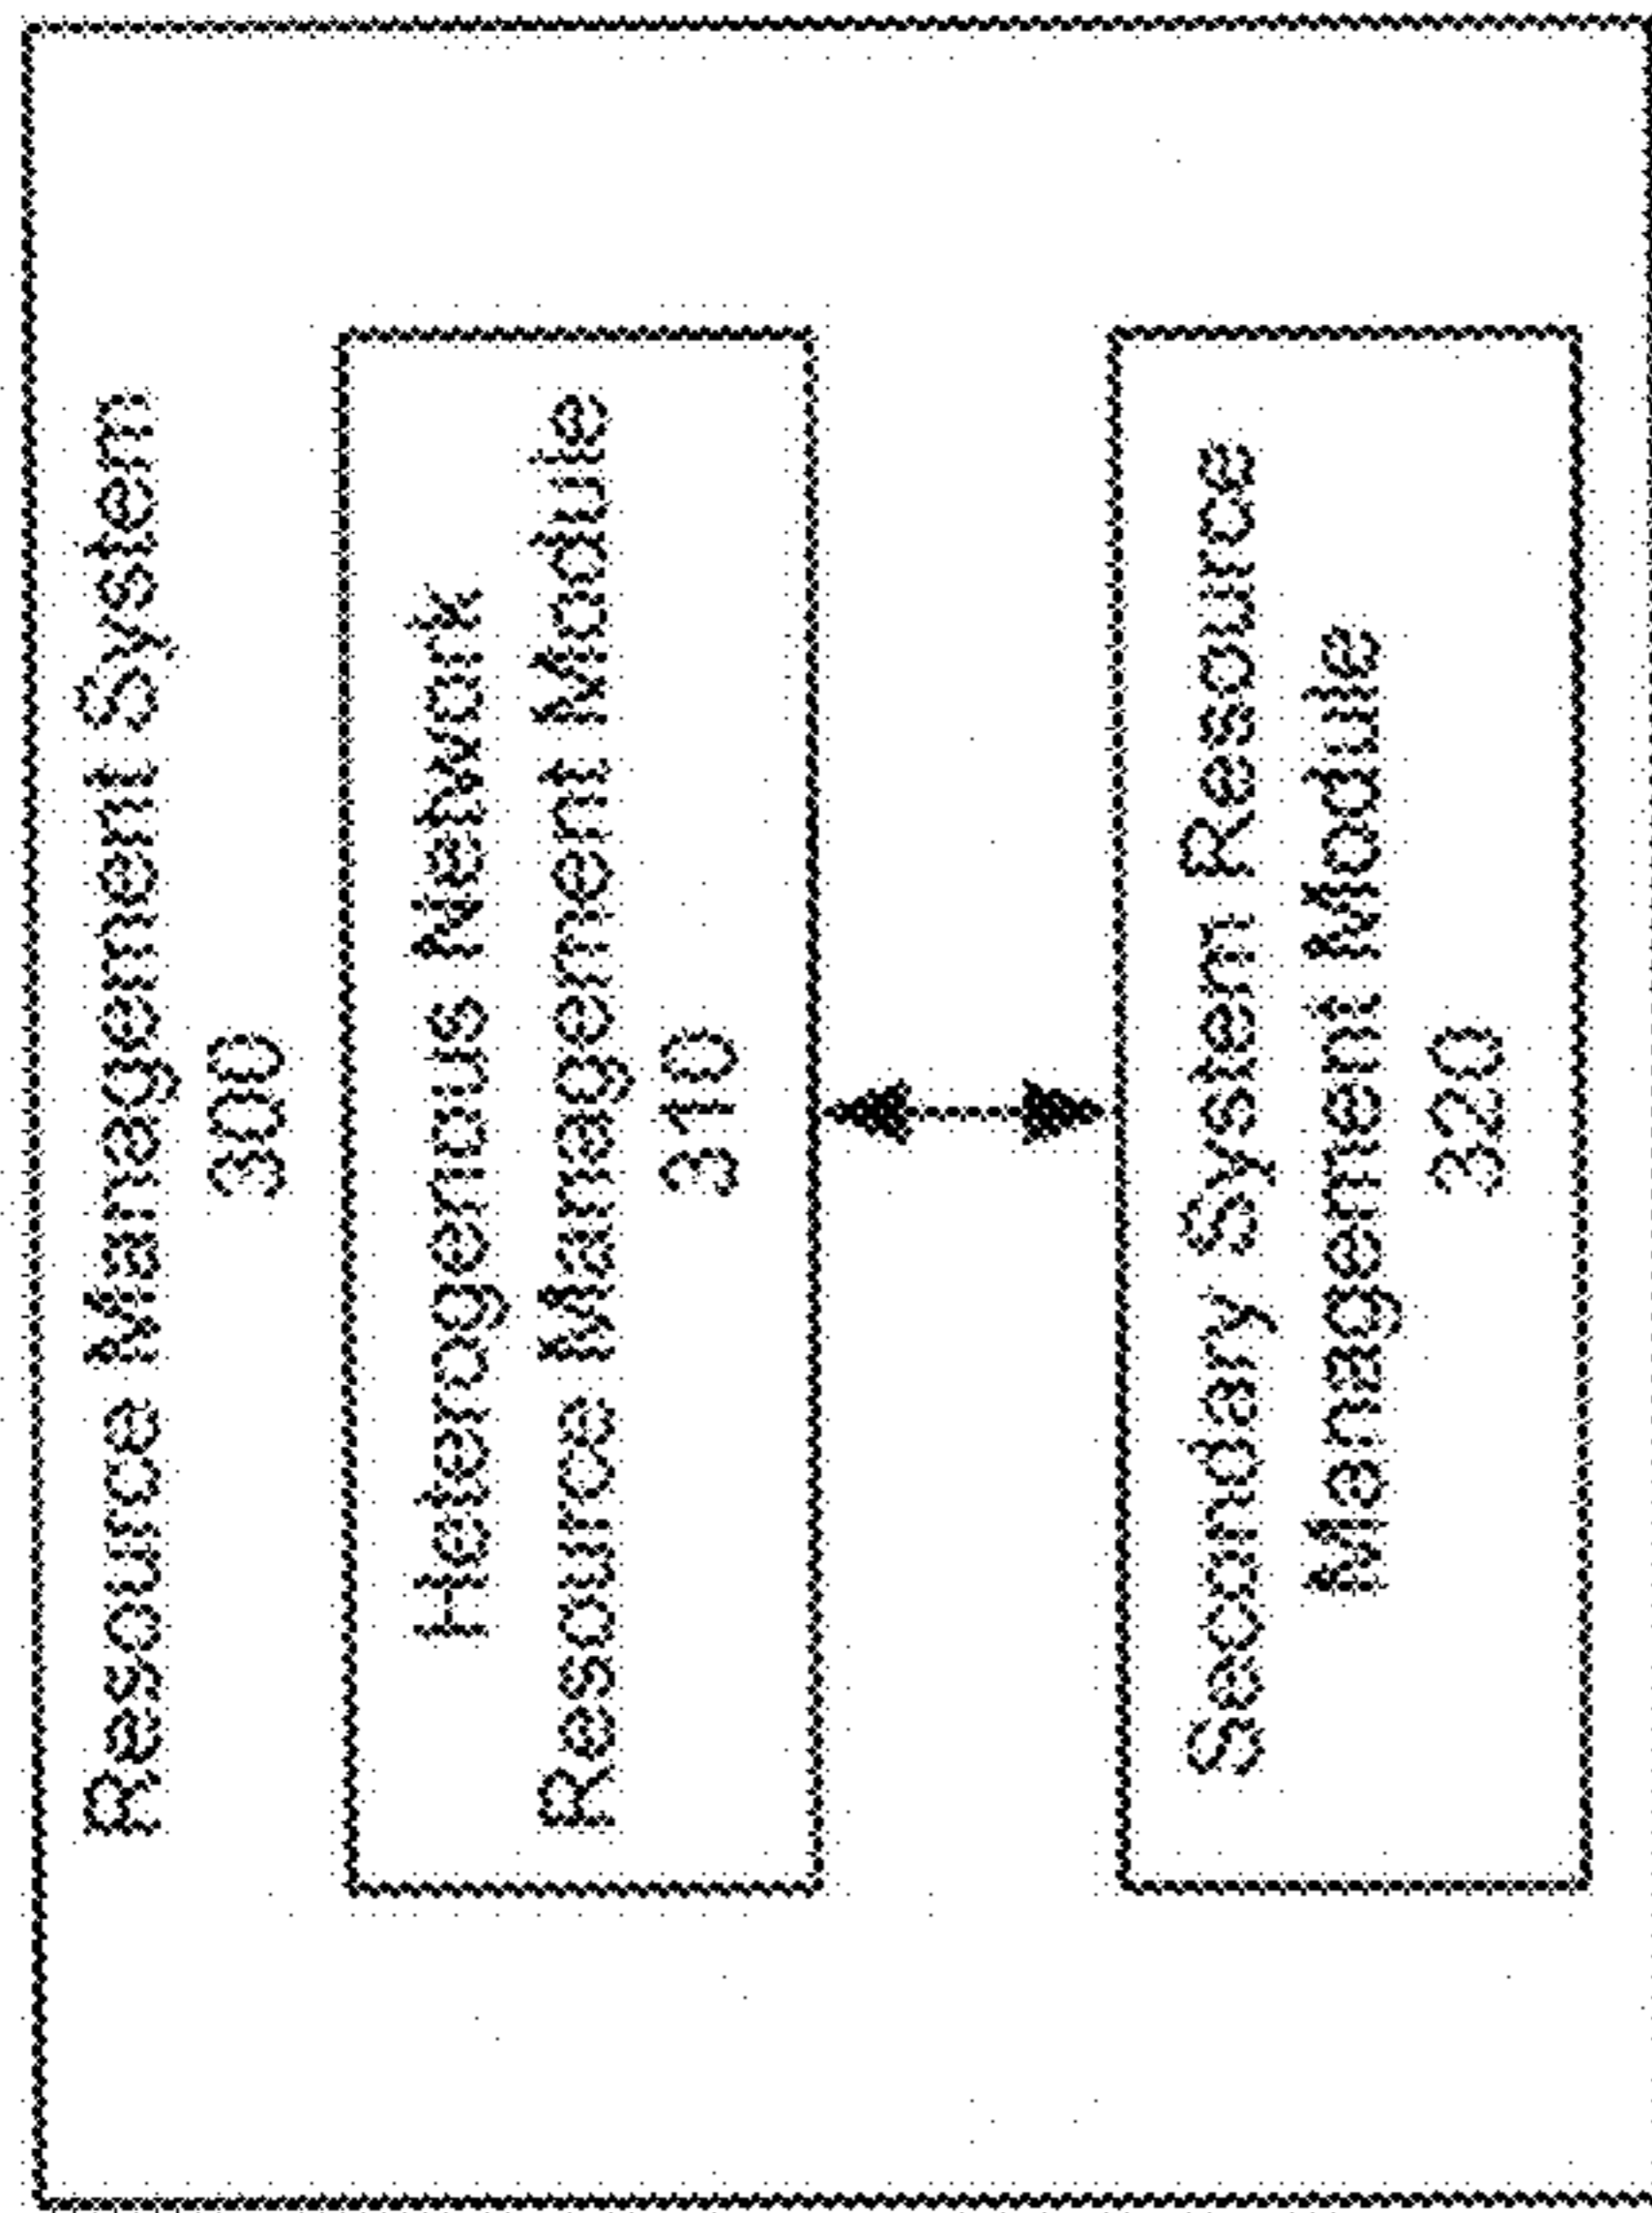 Resource Management System
300
Heterogenous Network
Resource Management Module
310
Secondary System Resource
Management Module
320